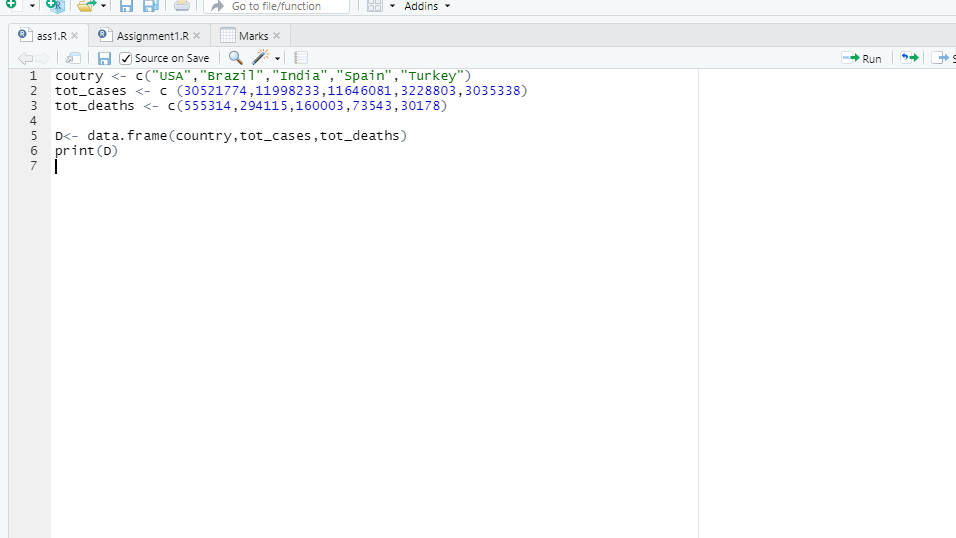 Go to file/function
Addins
ass1.R
Assignment1.R
Marks
Source on Save
Run
1 coutry <- c("USA","Brazil","India","Spain","Turkey")
2 tot_cases <- c (30521774,11998233,11646081,3228803,3035338)
3 tot_deaths <- c(555314,294115,160003,73543,30178)
4
5 D<- data.frame(country,tot_cases,tot_deaths)
6 print(D)
7